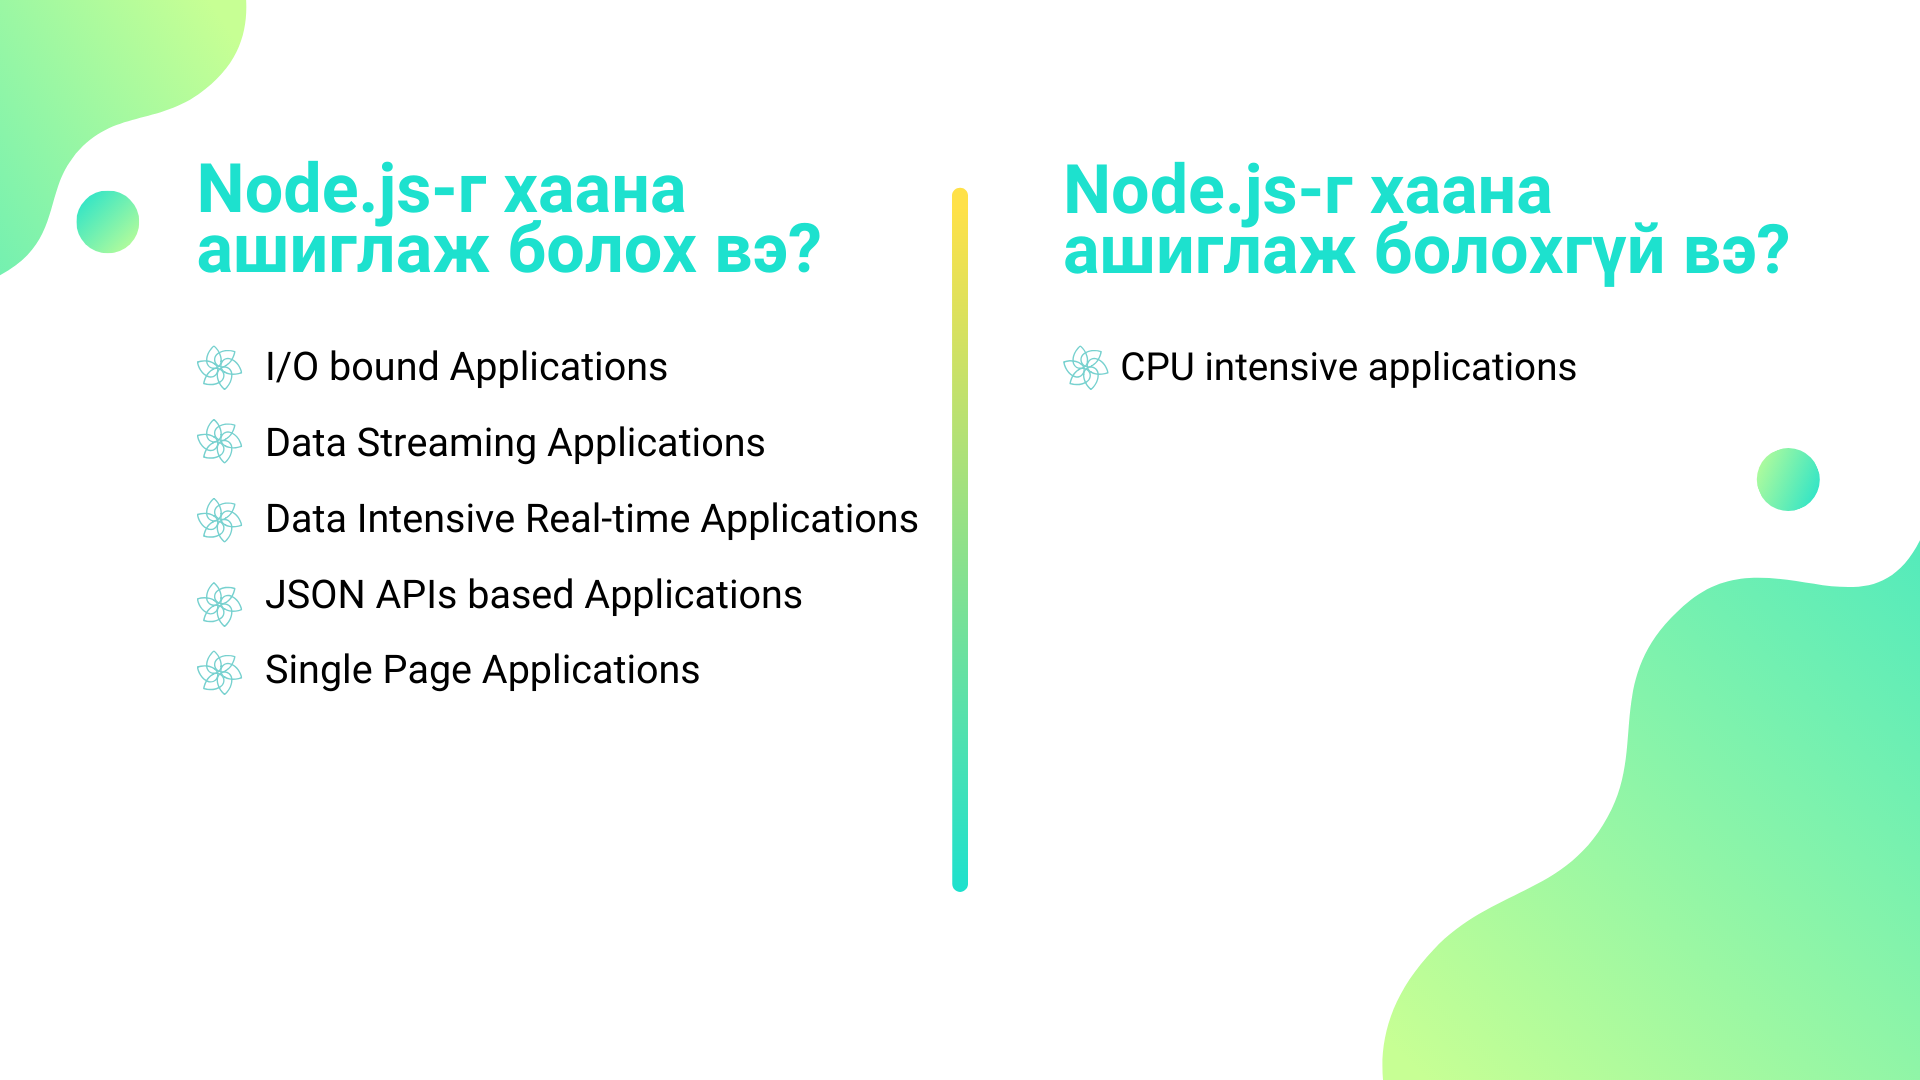 Node.js-г хаана
ашиглаж болох вэ?
I/O bound Applications
Data Streaming Applications
Data Intensive Real-time Applications
JSON APIs based Applications
Single Page Applications
Node.js-г хаана
ашиглаж болохгүй вэ?
CPU intensive applications